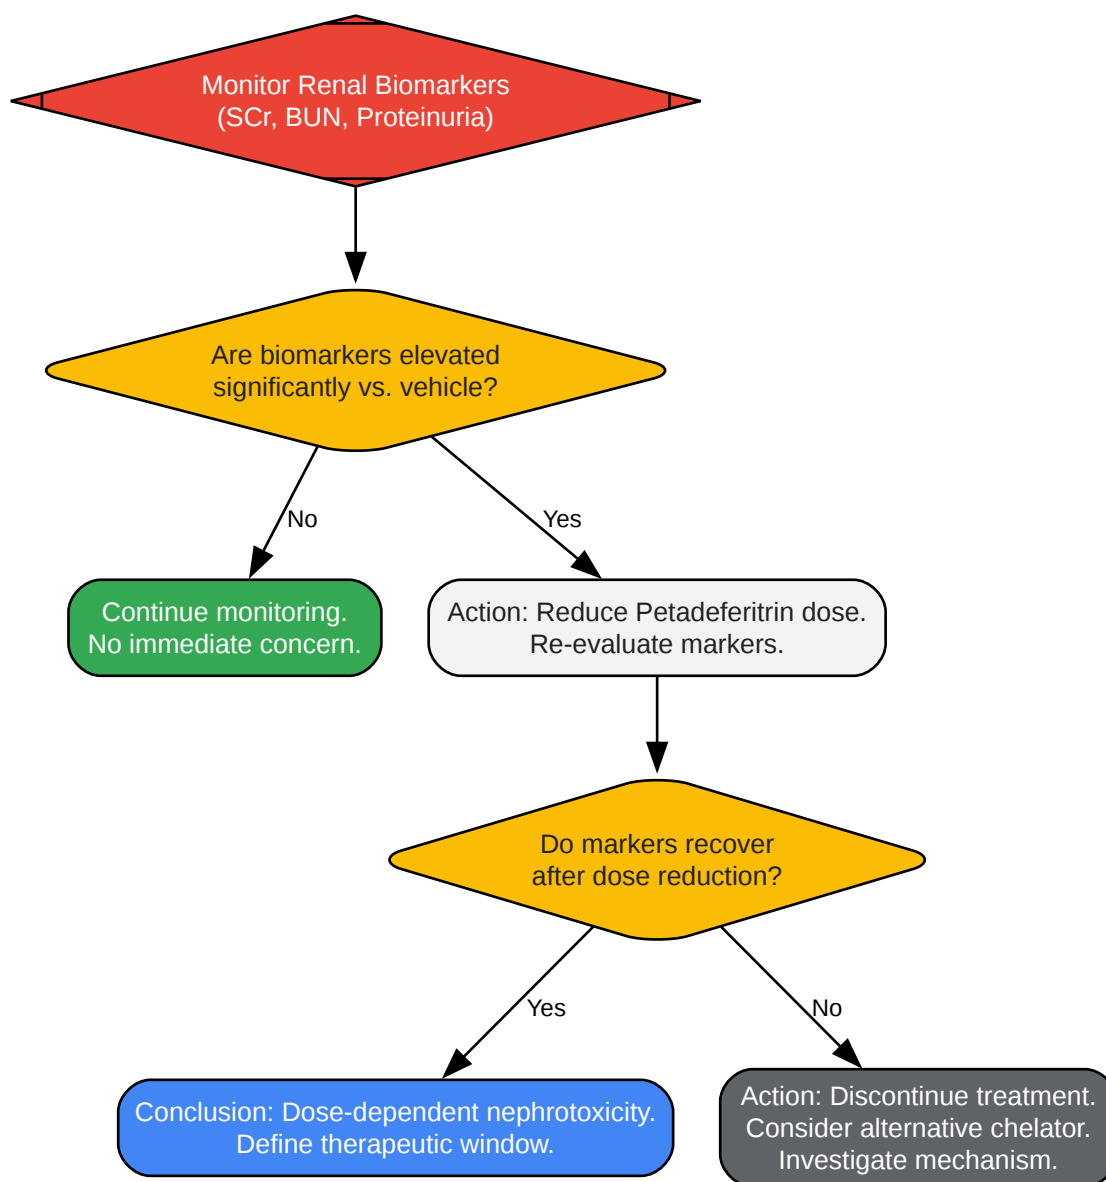 Monitor Renal Biomarkers
(SCr, BUN, Proteinuria)
Are biomarkers elevated
significantly vs. vehicle?
No
Yes
Continue monitoring.
No immediate concern.
Action: Reduce Petadeferitrin dose.
Re-evaluate markers.
Do markers recover
after dose reduction?
Yes
No
Conclusion: Dose-dependent nephrotoxicity.
Define therapeutic window.
Action: Discontinue treatment.
Consider alternative chelator.
Investigate mechanism.